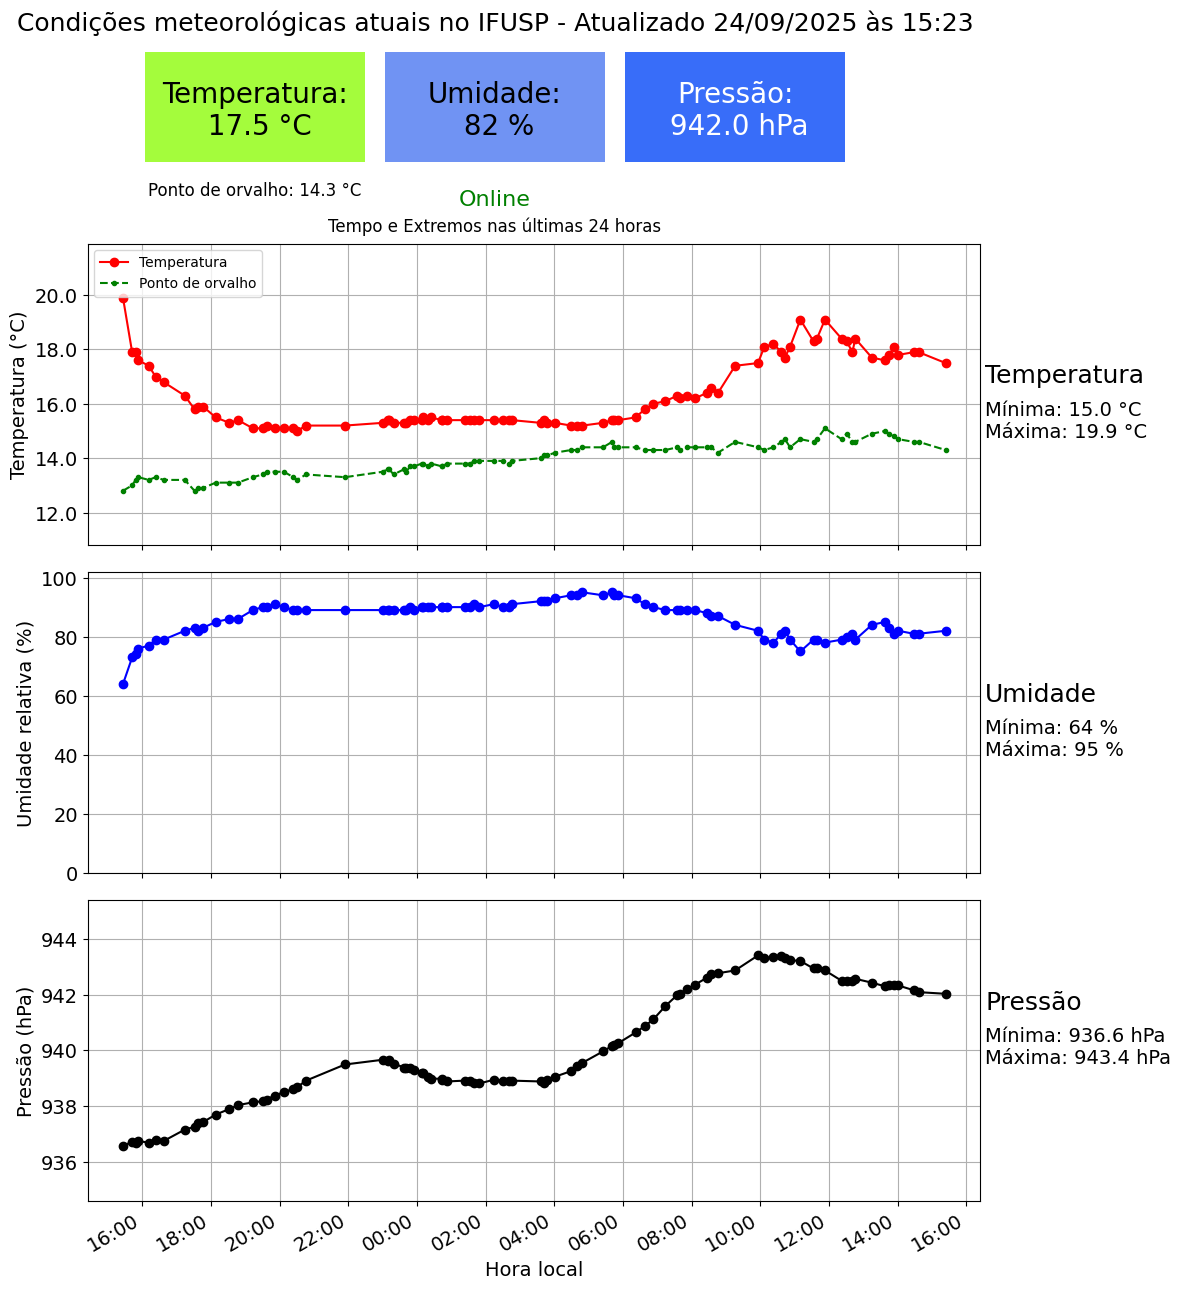 Condições meteorológicas atuais no IFUSP - Atualizado 24/09/2025 às 15:23
Temperatura:
17.5 °C
Umidade:
82 %
Pressão:
942.0 hPa
Ponto de orvalho: 14.3 °C
Online
Tempo e Extremos nas últimas 24 horas
Temperatura
Ponto de orvalho
Temperatura (°C)
20.0
18.0
16.0
14.0
12.0
Temperatura
Mínima: 15.0 °C
Máxima: 19.9 °C
Umidade relativa (%)
100
80
60
40
20
0
Umidade
Mínima: 64 %
Máxima: 95 %
Pressão (hPa)
944
942
940
938
936
Pressão
Mínima: 936.6 hPa
Máxima: 943.4 hPa
16:00
18:00
20:00
22:00
00:00
02:00
04:00
06:00
08:00
10:00
12:00
14:00
16:00
Hora local